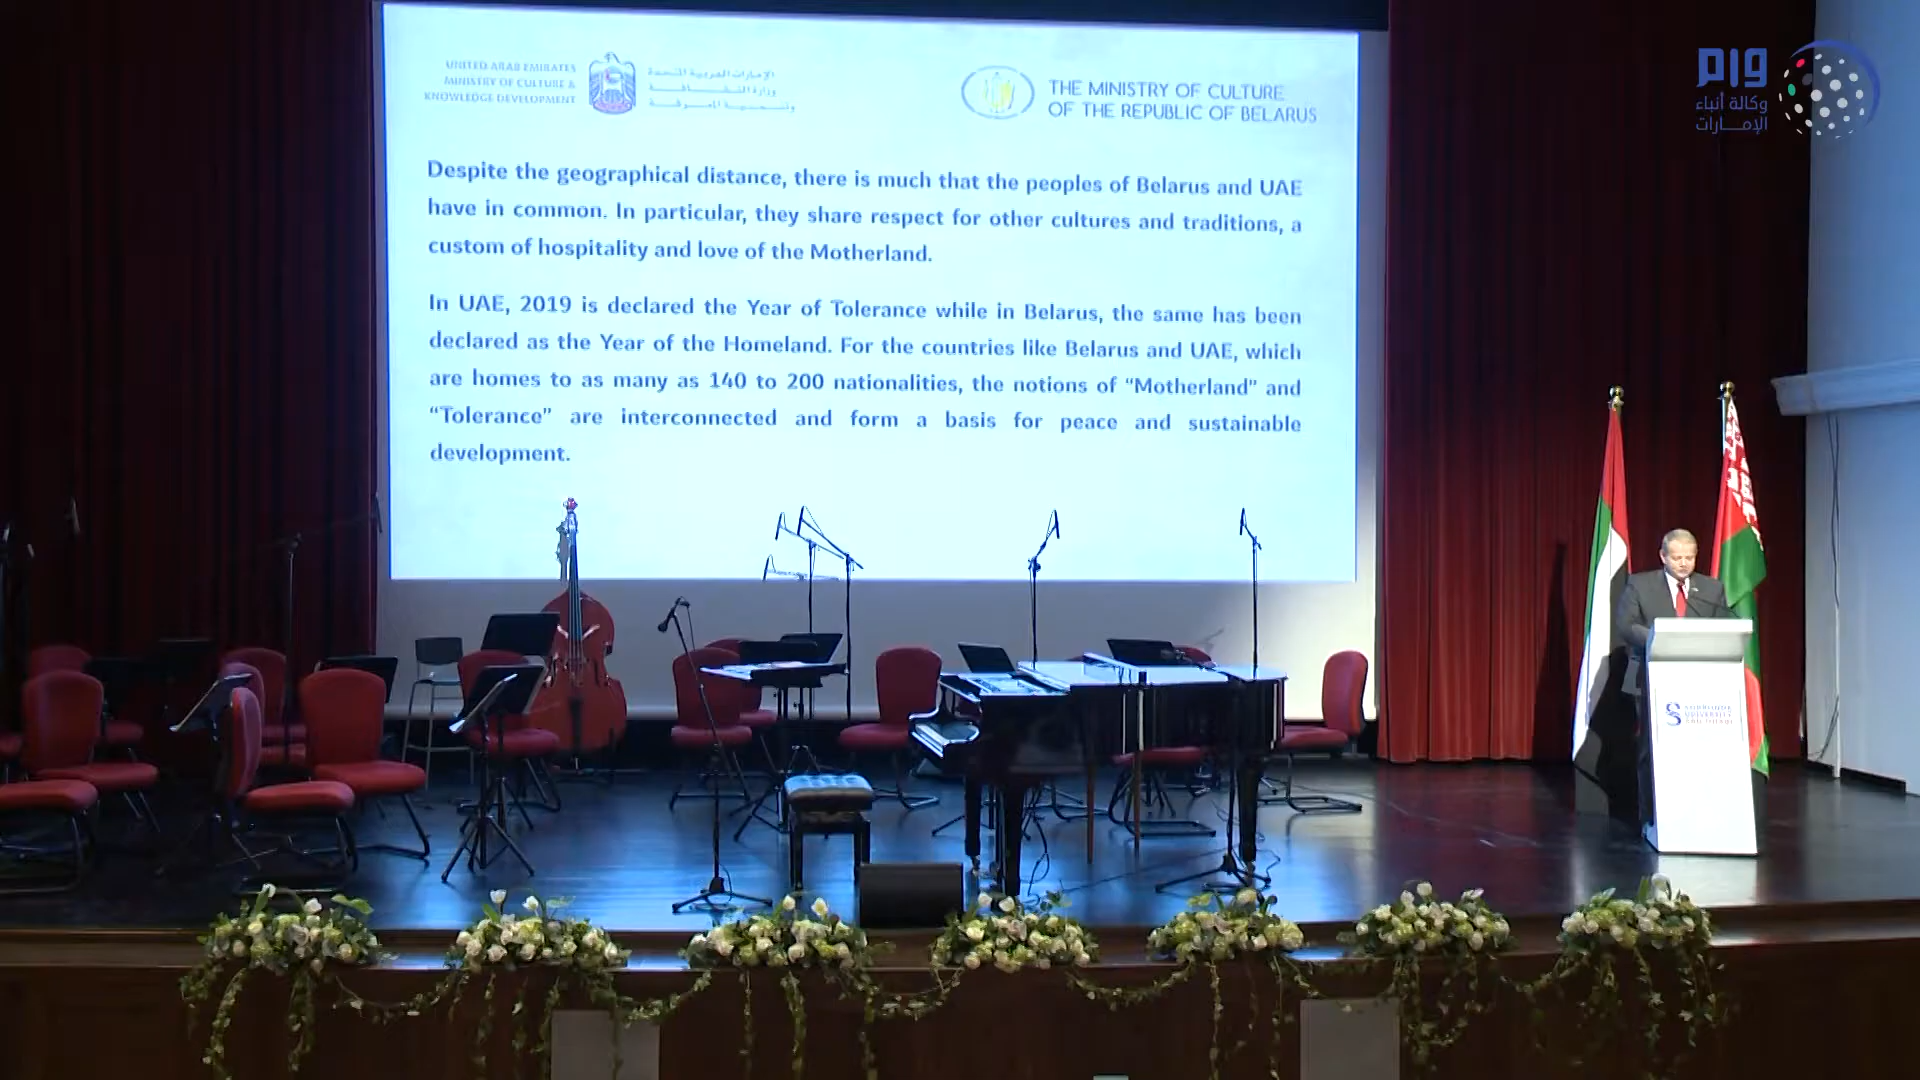 UNITED ARAB EMIRATES
MINISTRY OF CULTURE &
KNOWLEDGE DEVELOPMENT
الإمارات العربية المتحدة
وزارة الثقافة
وتنمية المعرفة
THE MINISTRY OF CULTURE
OF THE REPUBLIC OF BELARUS
وام
وكالة أنباء
الإمارات
Despite the geographical distance, there is much that the peoples of Belarus and UAE
have in common. In particular, they share respect for other cultures and traditions, a
custom of hospitality and love of the Motherland.
In UAE, 2019 is declared the Year of Tolerance while in Belarus, the same has been
declared as the Year of the Homeland. For the countries like Belarus and UAE, which
are homes to as many as 140 to 200 nationalities, the notions of “Motherland” and
“Tolerance” are interconnected and form a basis for peace and sustainable
development.
SORBONNE
UNIVERSITY
ABU DHABI